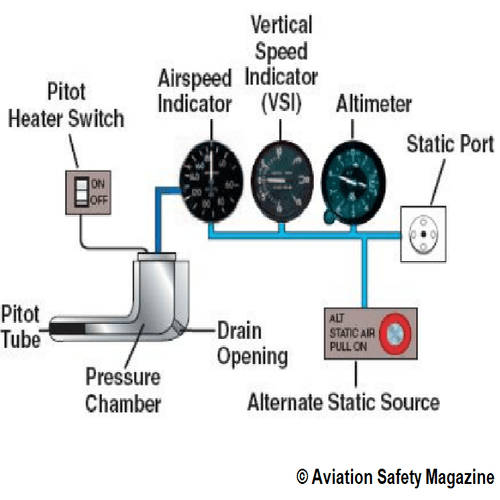 Vertical
Speed
Indicator
(VSI)
Airspeed
Indicator
Altimeter
Pitot
Heater Switch
Static Port
ON
OFF
Pitot
Tube
Drain
Opening
Pressure
Chamber
ALT
STATIC AIR
PULL ON
Alternate Static Source
© Aviation Safety Magazine